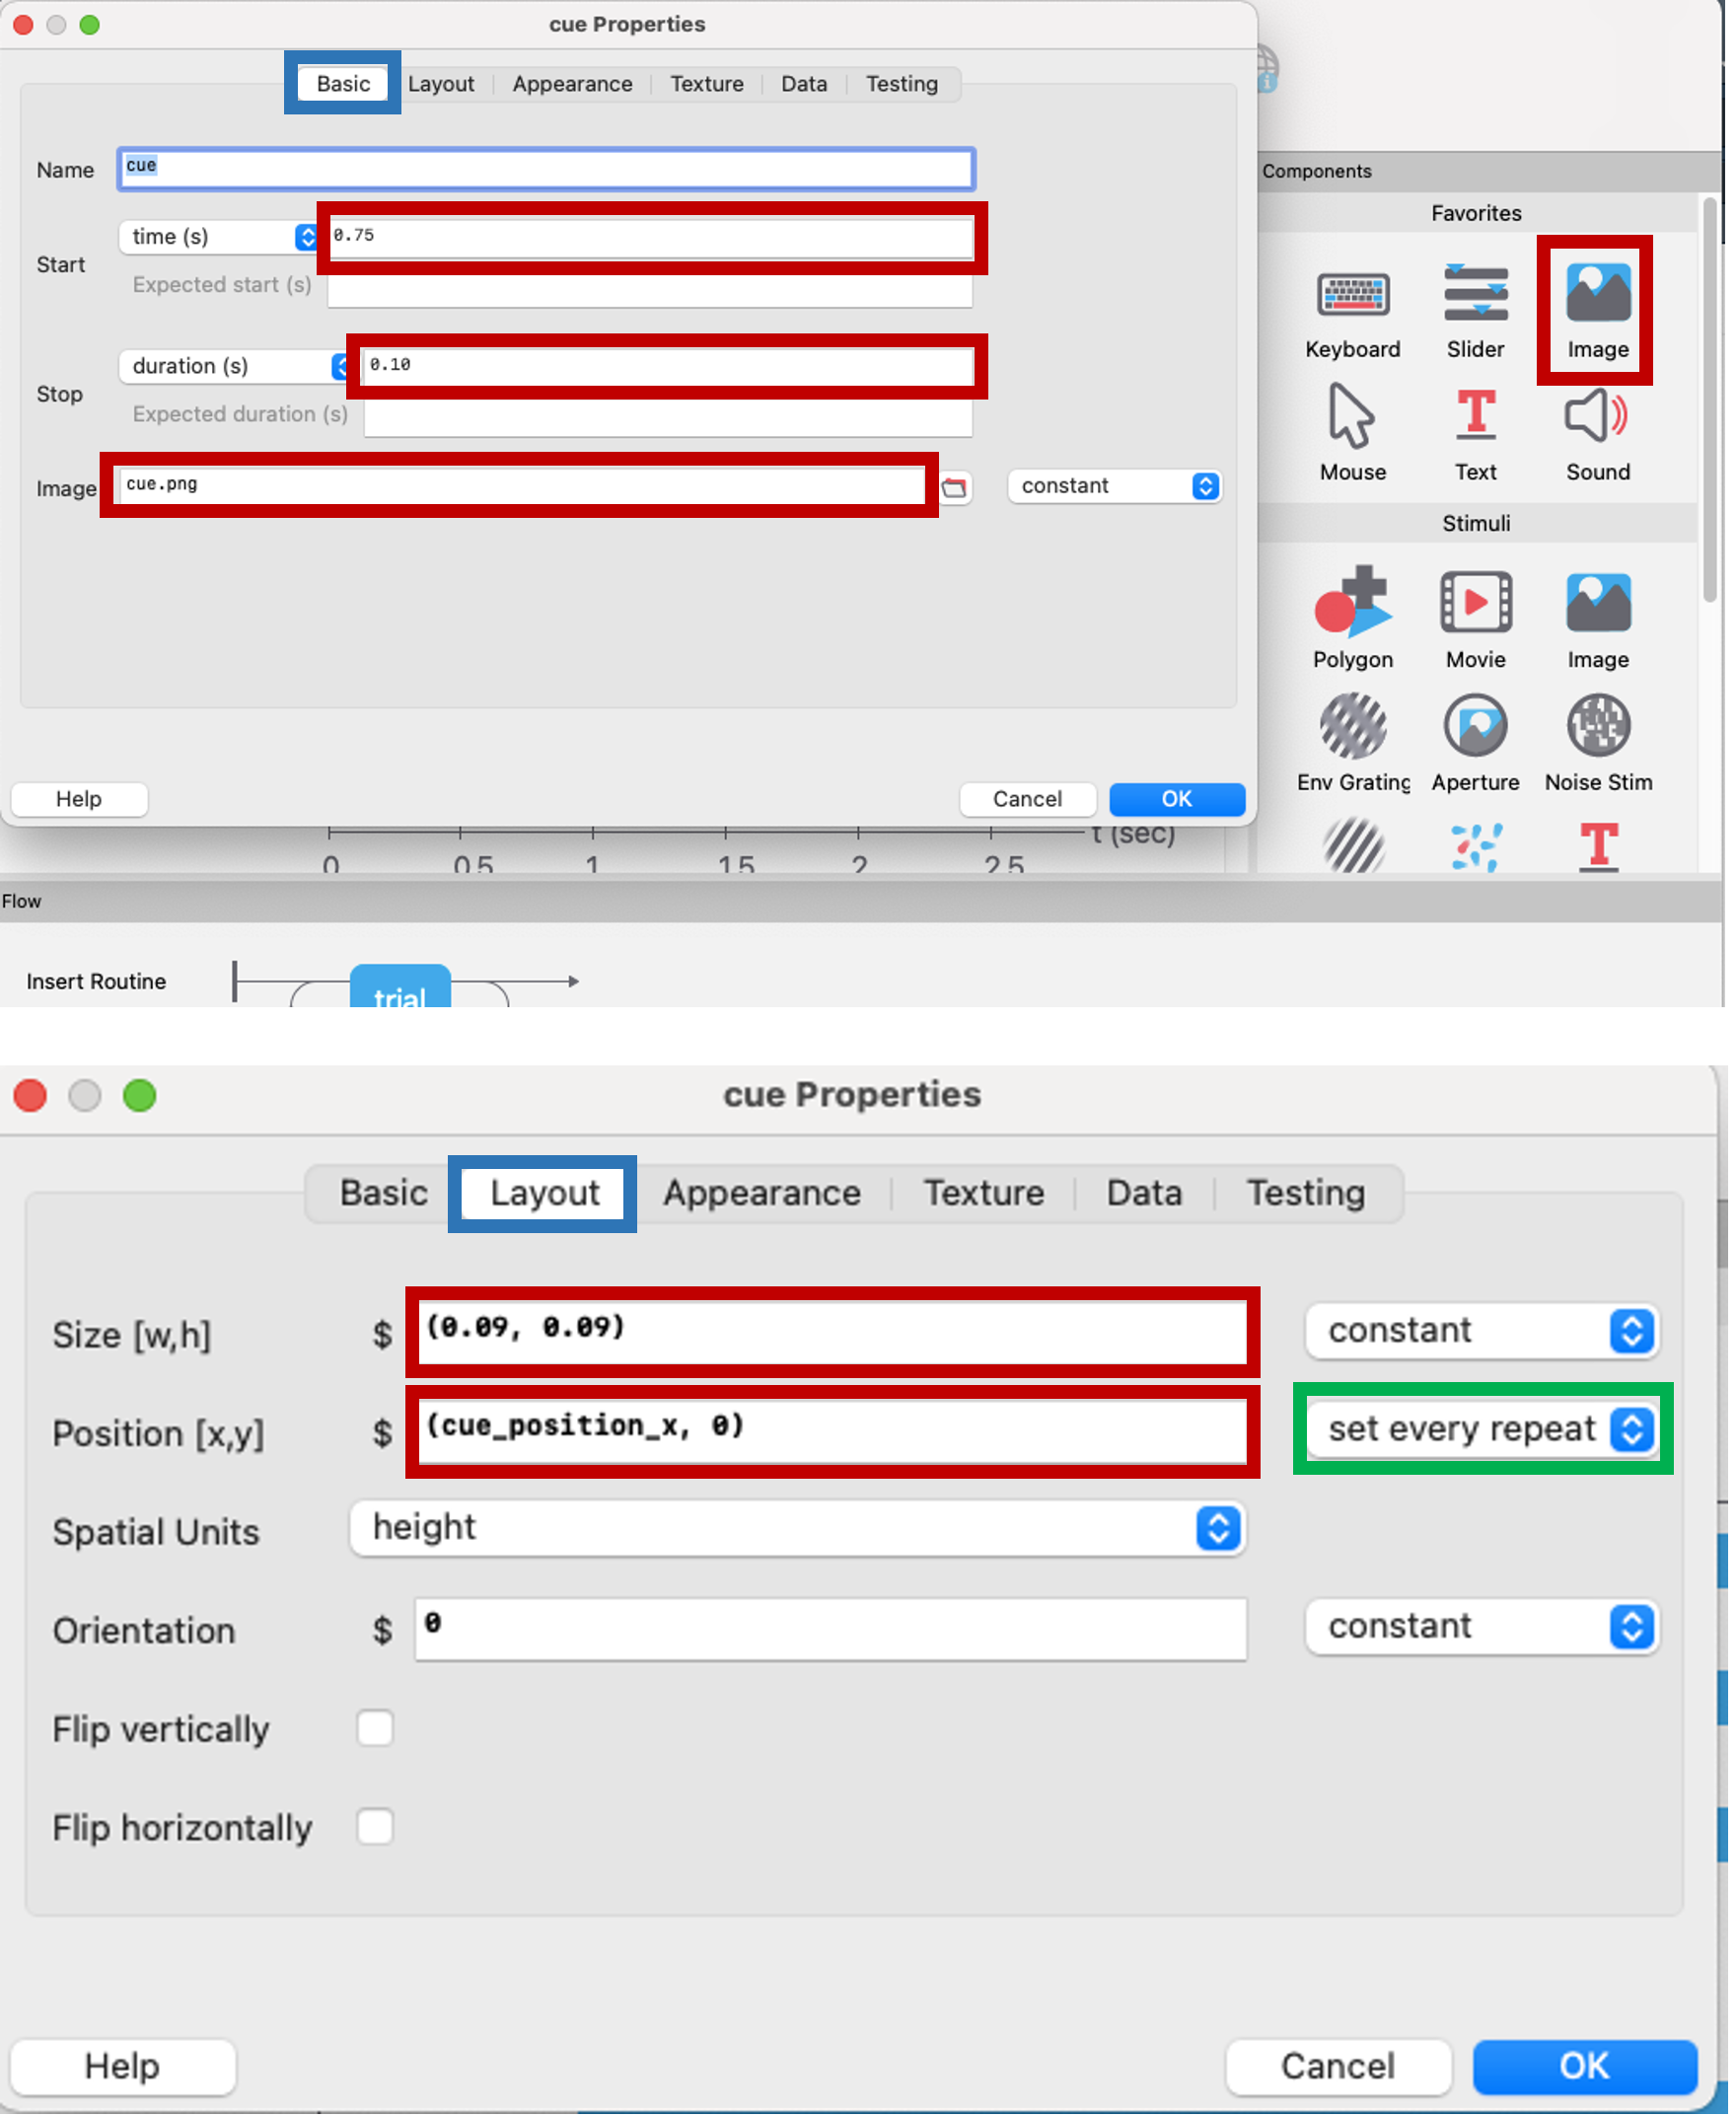 cue Properties
Basic Layout Appearance Texture Data Testing
Name cue
Start time (s) 0.75
Expected start (s)
Stop duration (s) 0.10
Expected duration (s)
Image cue.png constant
Help Cancel OK
Components
Favorites
Keyboard Slider Image
Mouse Text Sound
Stimuli
Polygon Movie Image
Env Grating Aperture Noise Stim
t (sec)
0 0.5 1 1.5 2 2.5
Flow
Insert Routine trial
cue Properties
Basic Layout Appearance Texture Data Testing
Size [w,h] $ (0.09, 0.09) constant
Position [x,y] $ (cue_position_x, 0) set every repeat
Spatial Units height
Orientation $ 0 constant
Flip vertically
Flip horizontally
Help Cancel OK